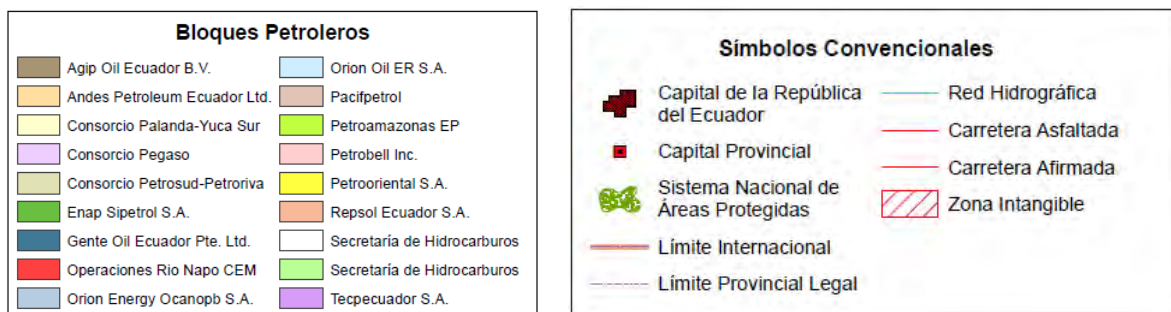 Bloques Petroleros
Agip Oil Ecuador B.V.
Andes Petroleum Ecuador Ltd.
Consorcio Palanda-Yuca Sur
Consorcio Pegaso
Consorcio Petrosud-Petroriva
Enap Sipetrol S.A.
Gente Oil Ecuador Pte. Ltd.
Operaciones Rio Napo CEM
Orion Energy Ocanopb S.A.
Orion Oil ER S.A.
Pacifpetrol
Petroamazonas EP
Petrobell Inc.
Petrooriental S.A.
Repsol Ecuador S.A.
Secretaría de Hidrocarburos
Secretaría de Hidrocarburos
Tecpecuador S.A.
Símbolos Convencionales
Capital de la República
del Ecuador
Capital Provincial
Sistema Nacional de
Áreas Protegidas
Límite Internacional
Límite Provincial Legal
Red Hidrográfica
Carretera Asfaltada
Carretera Afirmada
Zona Intangible